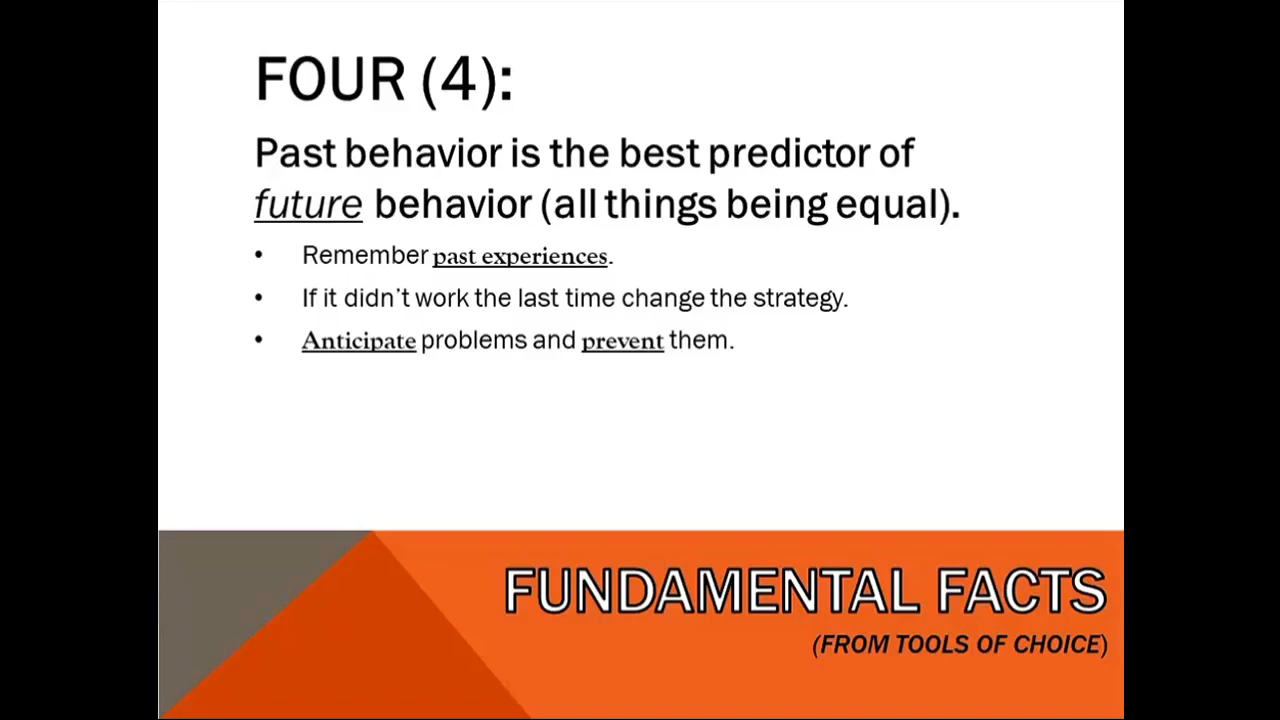 FOUR (4):
Past behavior is the best predictor of
future behavior (all things being equal).
• Remember past experiences.
• If it didn't work the last time change the strategy.
• Anticipate problems and prevent them.
FUNDAMENTAL FACTS
(FROM TOOLS OF CHOICE)